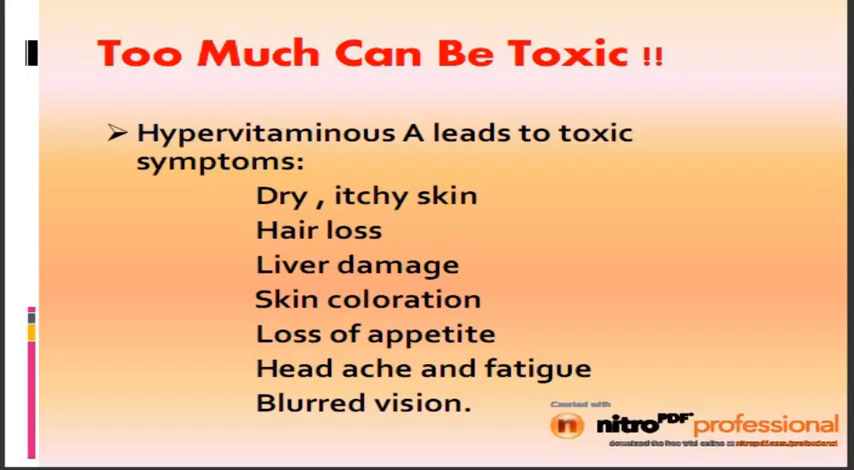 Too Much Can Be Toxic !!
➢ Hypervitaminous A leads to toxic
symptoms:
Dry , itchy skin
Hair loss
Liver damage
Skin coloration
Loss of appetite
Head ache and fatigue
Blurred vision.
Created with
nitroPDF professional
download the free trial online at nitropdf.com/professional